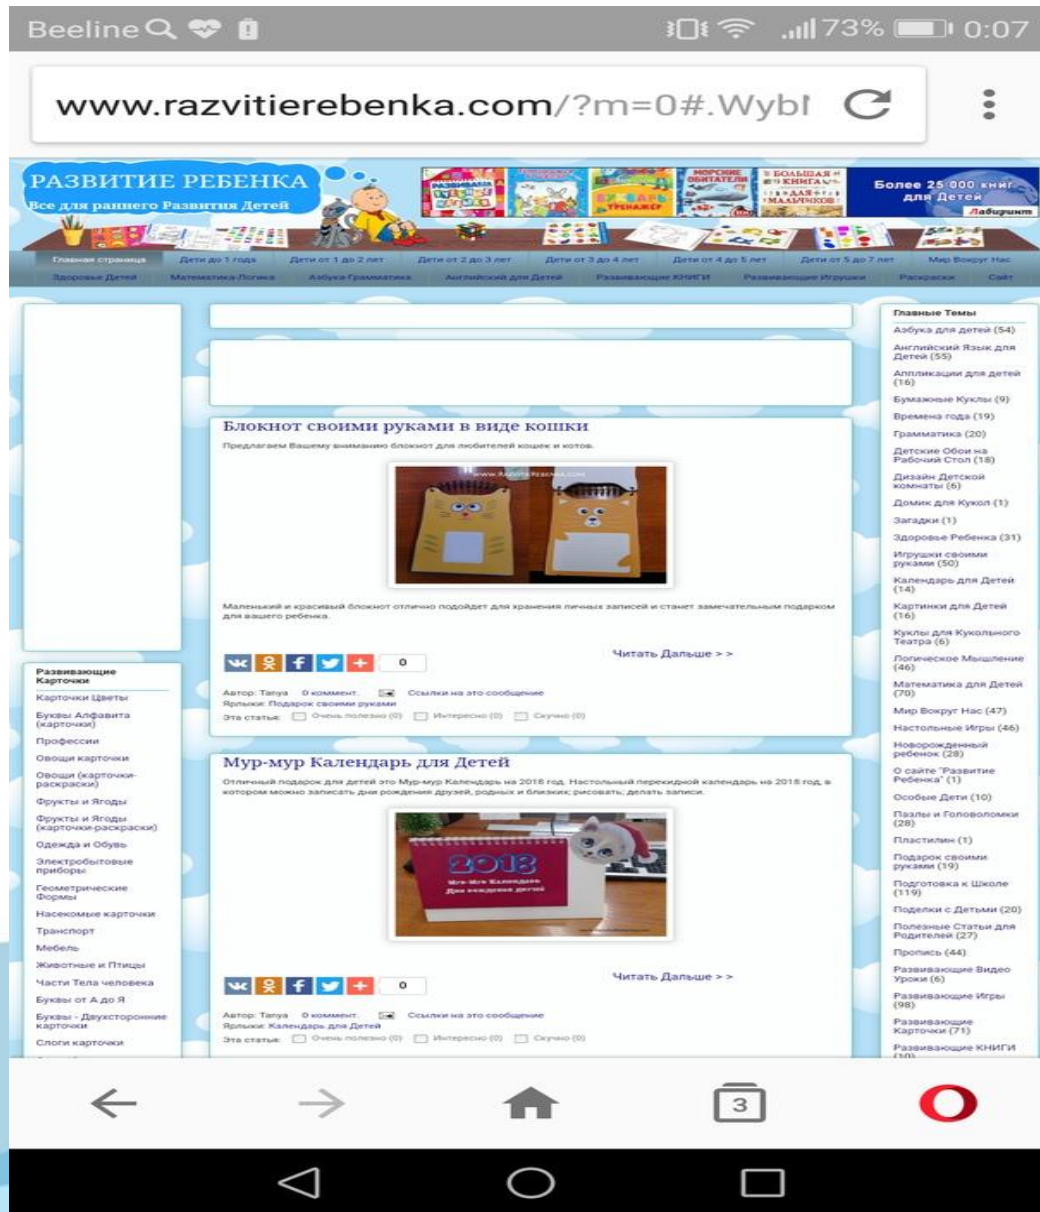 Beeline 73% 0:07
www.razvitierebenka.com/?m=0#.Wybl
РАЗВИТИЕ РЕБЕНКА
Все для раннего Развития Детей
МОРСКИЕ ОБИТАТЕЛИ
БОЛЬШАЯ КНИГА ДЛЯ МАЛЬЧИКОВ
БУКВАРЬ ТРЕНАЖЕР
Более 25 000 книг
для Детей
Лабиринт
Главная страница Дети до 1 года Дети от 1 до 2 лет Дети от 2 до 3 лет Дети от 3 до 4 лет Дети от 4 до 5 лет Дети от 5 до 7 лет Мир Вокруг Нас
Здоровье Детей Математика-Логика Азбука-Грамматика Английский для Детей Развивающие КНИГИ Развивающие Игрушки Раскраски Сайт
Блокнот своими руками в виде кошки
Предлагаем Вашему вниманию блокнот для любителей кошек и котов.
www.RazvitieRebenka.com
Маленький и красивый блокнот отлично подойдет для хранения личных записей и станет замечательным подарком
для вашего ребенка.
0
Читать Дальше > >
Автор: Tanya 0 коммент. Ссылки на это сообщение
Ярлыки: Подарок своими руками
Эта статья: Очень полезно (0) Интересно (0) Скучно (0)
Мур-мур Календарь для Детей
Отличный подарок для детей это Мур-мур Календарь на 2018 год. Настольный перекидной календарь на 2018 год, в
котором можно записать дни рождения друзей, родных и близких; рисовать; делать записи.
2018
Мур-Мур Календарь
Дни рождения друзей
0
Читать Дальше > >
Автор: Tanya 0 коммент. Ссылки на это сообщение
Ярлыки: Календарь для Детей
Эта статья: Очень полезно (0) Интересно (0) Скучно (0)
Развивающие
Карточки
Карточки Цветы
Буквы Алфавита
(карточки)
Профессии
Овощи карточки
Овощи (карточки-
раскраски)
Фрукты и Ягоды
Фрукты и Ягоды
(карточки-раскраски)
Одежда и Обувь
Электробытовые
приборы
Геометрические
Формы
Насекомые карточки
Транспорт
Мебель
Животные и Птицы
Части Тела человека
Буквы от А до Я
Буквы - Двухсторонние
карточки
Слоги карточки
Главные Темы
Азбука для детей (54)
Английский Язык для
Детей (55)
Аппликации для детей
(16)
Бумажные Куклы (9)
Времена года (19)
Грамматика (20)
Детские Обои на
Рабочий Стол (18)
Дизайн Детской
комнаты (6)
Домик для Кукол (1)
Загадки (1)
Здоровье Ребенка (31)
Игрушки своими
руками (50)
Календарь для Детей
(14)
Картинки для Детей
(16)
Куклы для Кукольного
Театра (6)
Логическое Мышление
(46)
Математика для Детей
(70)
Мир Вокруг Нас (47)
Настольные Игры (46)
Новорожденный
ребенок (28)
О сайте "Развитие
Ребенка" (1)
Особые Дети (10)
Пазлы и Головоломки
(28)
Пластилин (1)
Подарок своими
руками (19)
Подготовка к Школе
(119)
Поделки с Детьми (20)
Полезные Статьи для
Родителей (27)
Пропись (44)
Развивающие Видео
Уроки (6)
Развивающие Игры
(98)
Развивающие
Карточки (71)
Развивающие КНИГИ
(10)
3